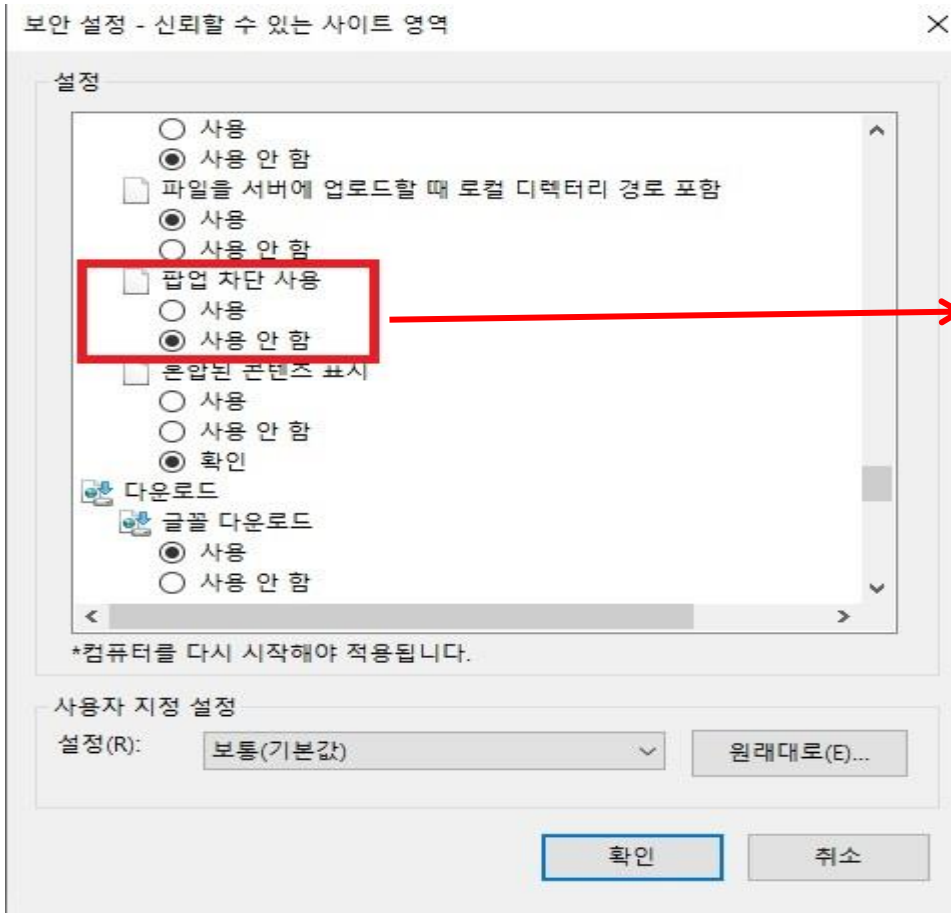 보안 설정 - 신뢰할 수 있는 사이트 영역
설정
사용
사용 안 함
파일을 서버에 업로드할 때 로컬 디렉터리 경로 포함
사용
사용 안 함
팝업 차단 사용
사용
사용 안 함
혼합된 콘텐츠 표시
사용
사용 안 함
확인
다운로드
글꼴 다운로드
사용
사용 안 함
*컴퓨터를 다시 시작해야 적용됩니다.
사용자 지정 설정
설정(R): 보통(기본값) 원래대로(E)...
확인 취소